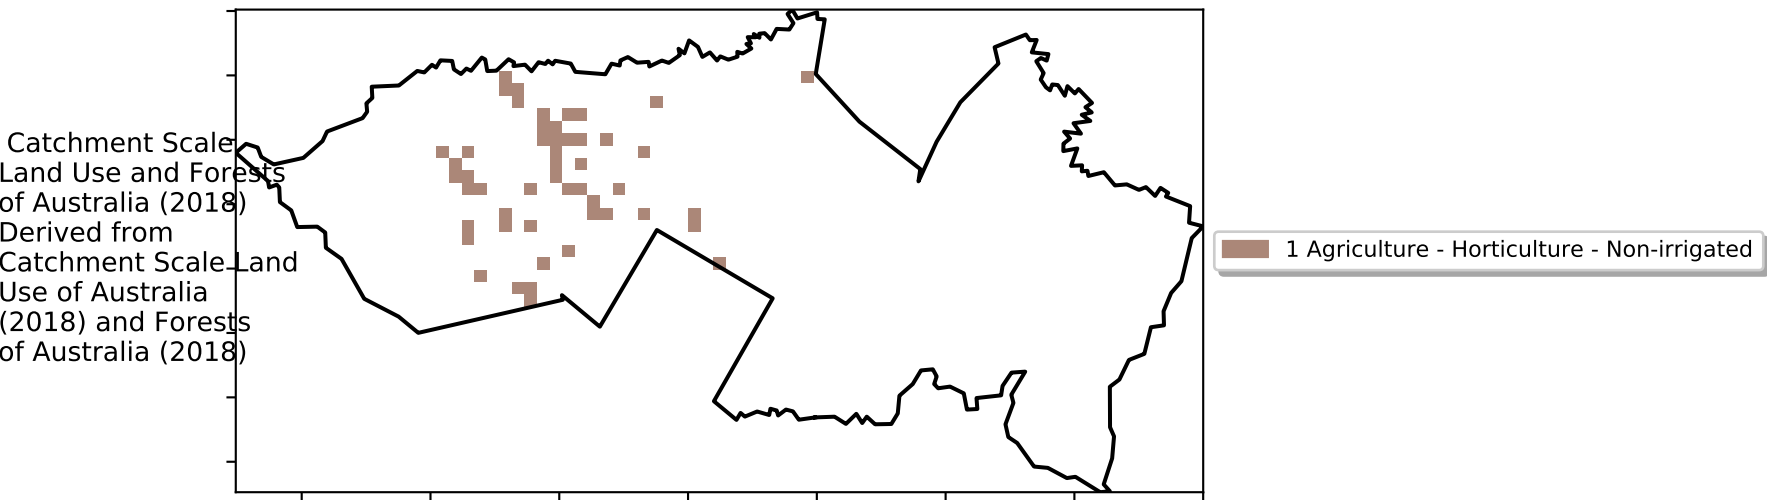 Catchment Scale
Land Use and Forests
of Australia (2018)
Derived from
Catchment Scale Land
Use of Australia
(2018) and Forests
of Australia (2018)
1 Agriculture - Horticulture - Non-irrigated